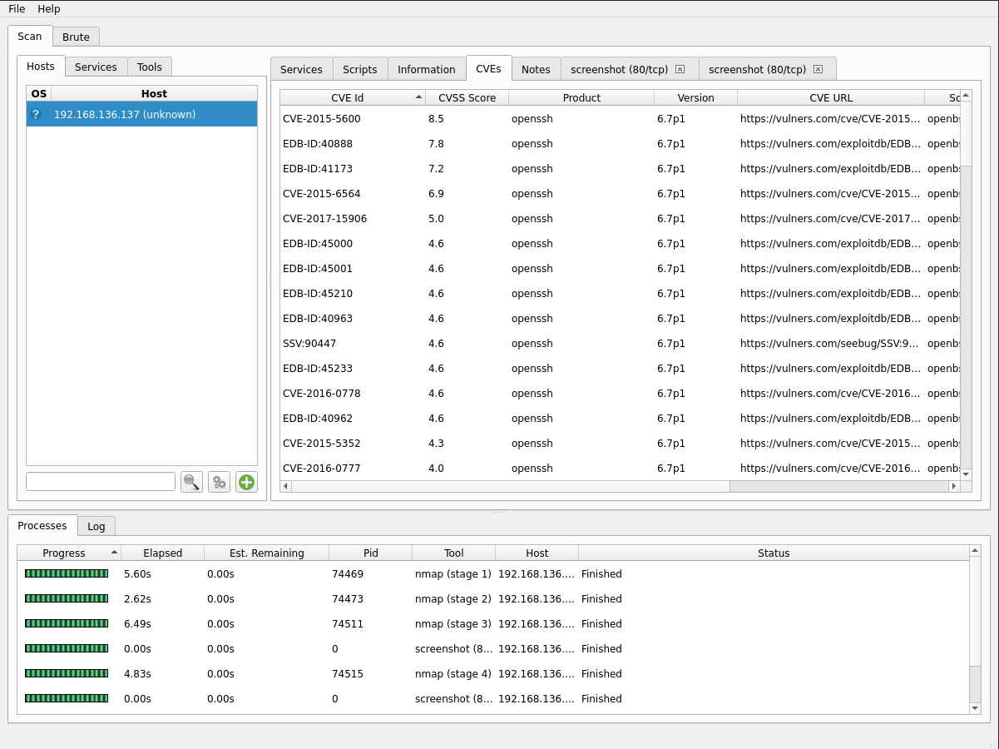 File Help
Scan Brute
Hosts Services Tools
OS Host
? 192.168.136.137 (unknown)
Services Scripts Information CVEs Notes screenshot (80/tcp) screenshot (80/tcp)
CVE Id CVSS Score Product Version CVE URL
CVE-2015-5600 8.5 openssh 6.7p1 https://vulners.com/cve/CVE-2015...
EDB-ID:40888 7.8 openssh 6.7p1 https://vulners.com/exploitdb/EDB...
EDB-ID:41173 7.2 openssh 6.7p1 https://vulners.com/exploitdb/EDB...
CVE-2015-6564 6.9 openssh 6.7p1 https://vulners.com/cve/CVE-2015...
CVE-2017-15906 5.0 openssh 6.7p1 https://vulners.com/cve/CVE-2017...
EDB-ID:45000 4.6 openssh 6.7p1 https://vulners.com/exploitdb/EDB...
EDB-ID:45001 4.6 openssh 6.7p1 https://vulners.com/exploitdb/EDB...
EDB-ID:45210 4.6 openssh 6.7p1 https://vulners.com/exploitdb/EDB...
EDB-ID:40963 4.6 openssh 6.7p1 https://vulners.com/exploitdb/EDB...
SSV:90447 4.6 openssh 6.7p1 https://vulners.com/seebug/SSV:9...
EDB-ID:45233 4.6 openssh 6.7p1 https://vulners.com/exploitdb/EDB...
CVE-2016-0778 4.6 openssh 6.7p1 https://vulners.com/cve/CVE-2016...
EDB-ID:40962 4.6 openssh 6.7p1 https://vulners.com/exploitdb/EDB...
CVE-2015-5352 4.3 openssh 6.7p1 https://vulners.com/cve/CVE-2015...
CVE-2016-0777 4.0 openssh 6.7p1 https://vulners.com/cve/CVE-2016...
Processes Log
Progress Elapsed Est. Remaining Pid Tool Host Status
5.60s 0.00s 74469 nmap (stage 1) 192.168.136.... Finished
2.62s 0.00s 74473 nmap (stage 2) 192.168.136.... Finished
6.49s 0.00s 74511 nmap (stage 3) 192.168.136.... Finished
0.00s 0.00s 0 screenshot (8... 192.168.136.... Finished
4.83s 0.00s 74515 nmap (stage 4) 192.168.136.... Finished
0.00s 0.00s 0 screenshot (8... 192.168.136.... Finished